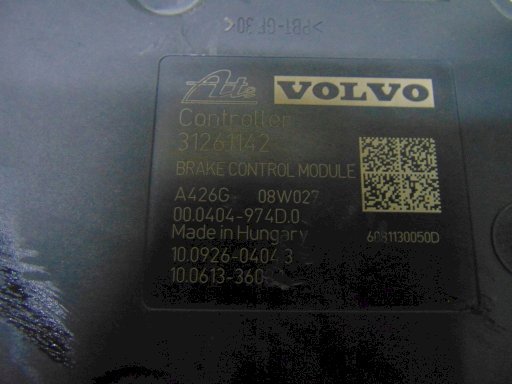 >PBT-GF30<
Ate VOLVO
Controller
31261142
BRAKE CONTROL MODULE
A426G 08W027
00.0404-974D.0
Made in Hungary 6081130050D
10.0926-0404.3